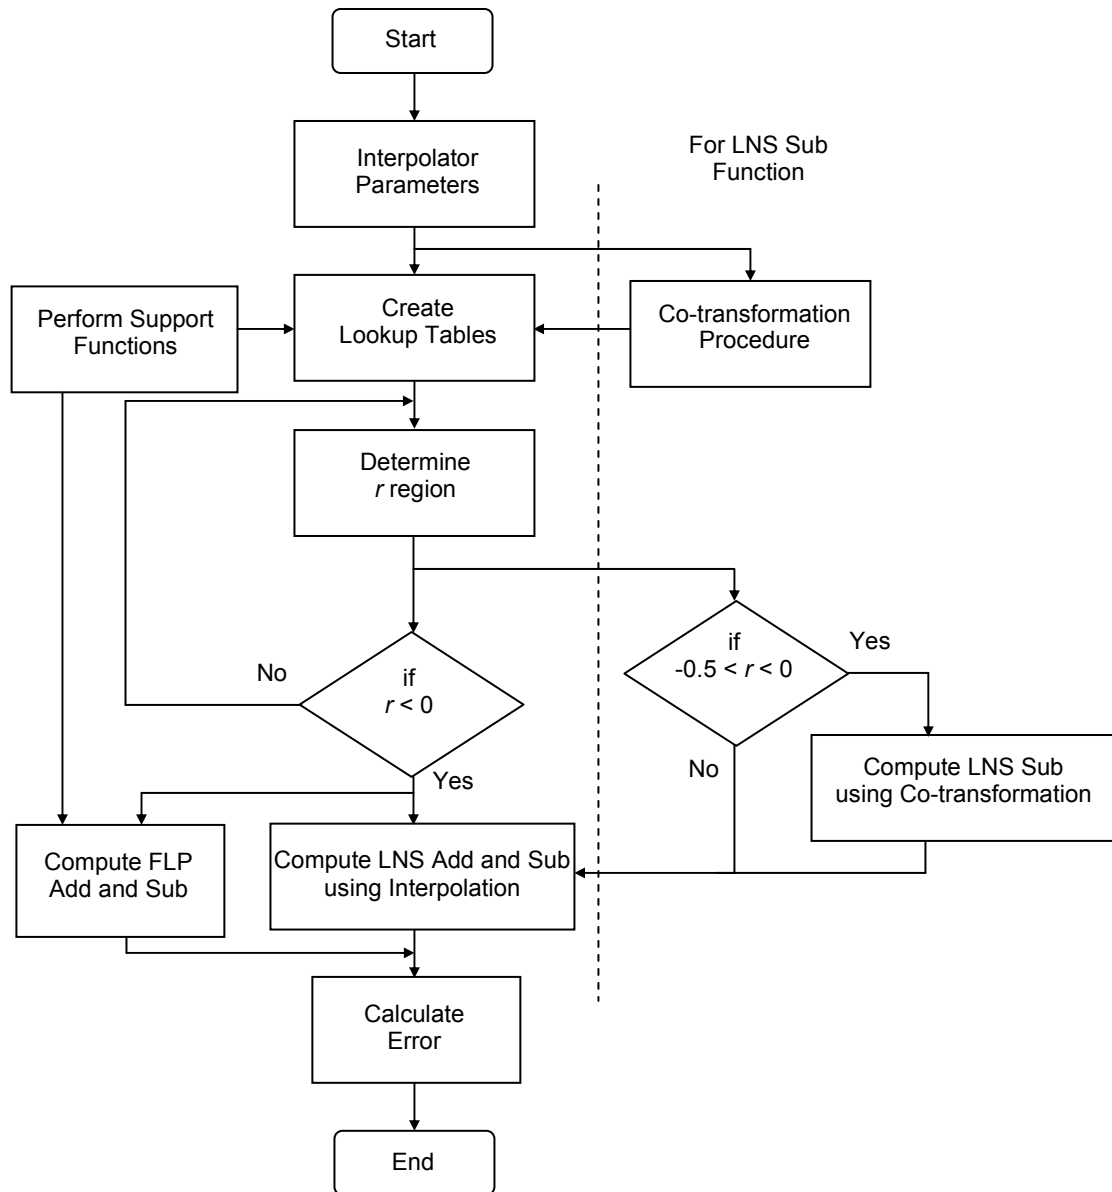 Start
Interpolator
Parameters
For LNS Sub
Function
Perform Support
Functions
Create
Lookup Tables
Co-transformation
Procedure
Determine
r region
No
if
r < 0
Yes
if
-0.5 < r < 0
Yes
No
Compute LNS Sub
using Co-transformation
Compute FLP
Add and Sub
Compute LNS Add and Sub
using Interpolation
Calculate
Error
End